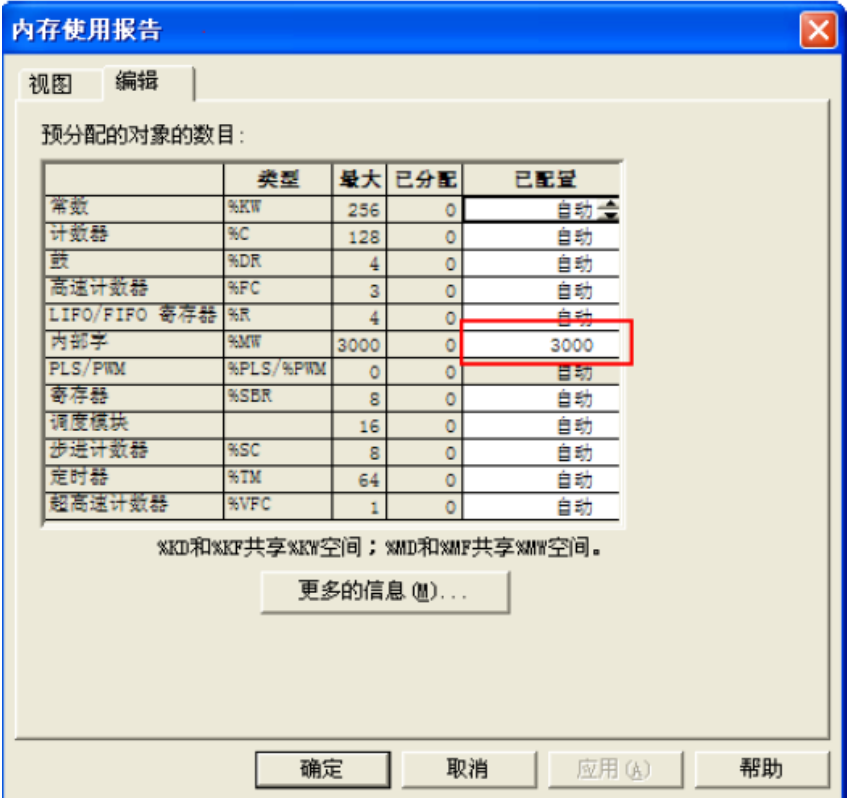 内存使用报告
视图 编辑
预分配的对象的数目:
类型 最大 已分配 已配置
常数 %KW 256 0 自动
计数器 %C 128 0 自动
鼓 %DR 4 0 自动
高速计数器 %FC 3 0 自动
LIFO/FIFO 寄存器 %R 4 0 自动
内部字 %MW 3000 0 3000
PLS/PWM %PLS/%PWM 0 0 自动
寄存器 %SBR 8 0 自动
调度模块 16 0 自动
步进计数器 %SC 8 0 自动
定时器 %TM 64 0 自动
超高速计数器 %VFC 1 0 自动
%KD和%KF共享%KW空间；%MD和%MF共享%MW空间。
更多的信息(M)...
确定 取消 应用(A) 帮助